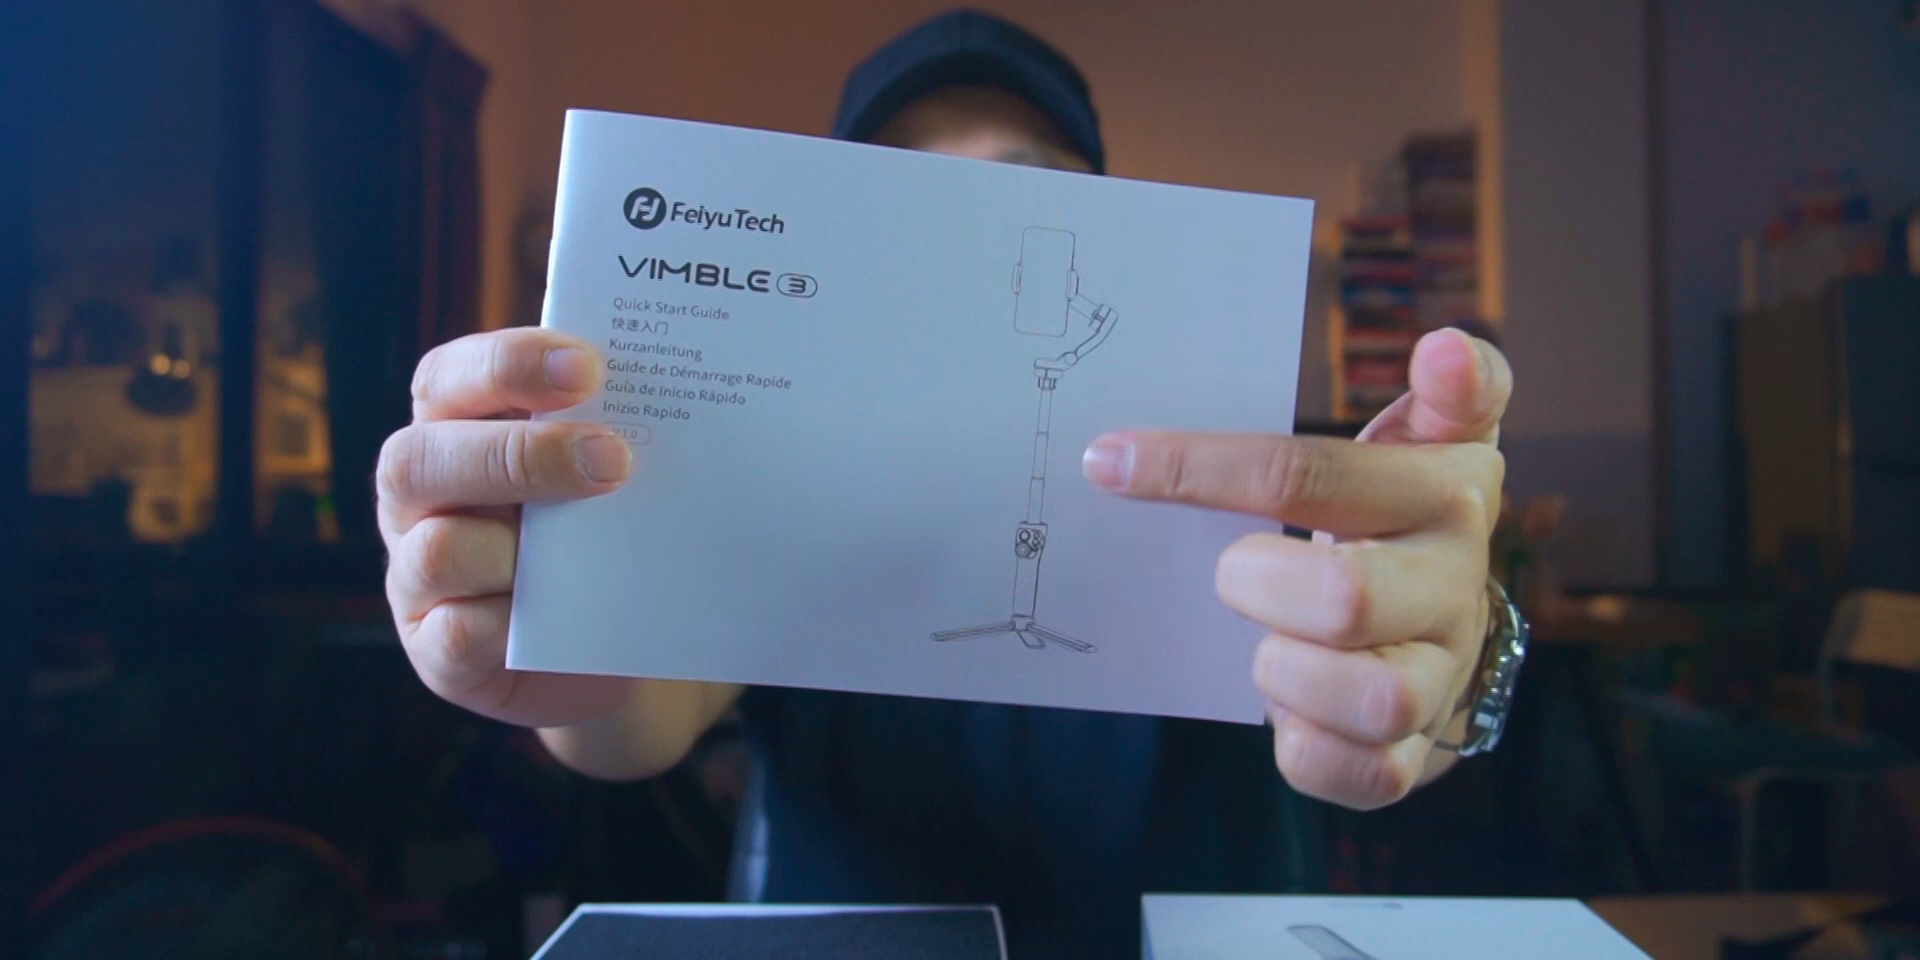 FeiyuTech
VIMBLE 3
Quick Start Guide
快速入门
Kurzanleitung
Guide de Démarrage Rapide
Guía de Inicio Rápido
Inizio Rapido